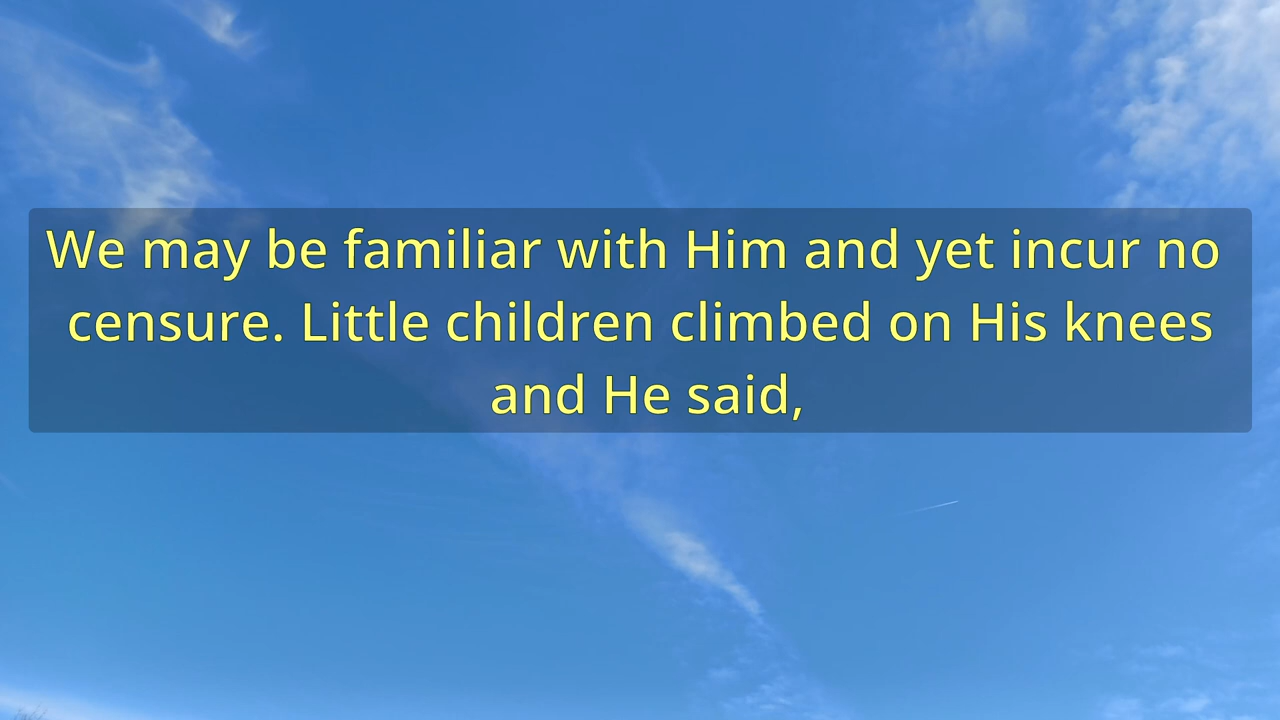 We may be familiar with Him and yet incur no
censure. Little children climbed on His knees
and He said,